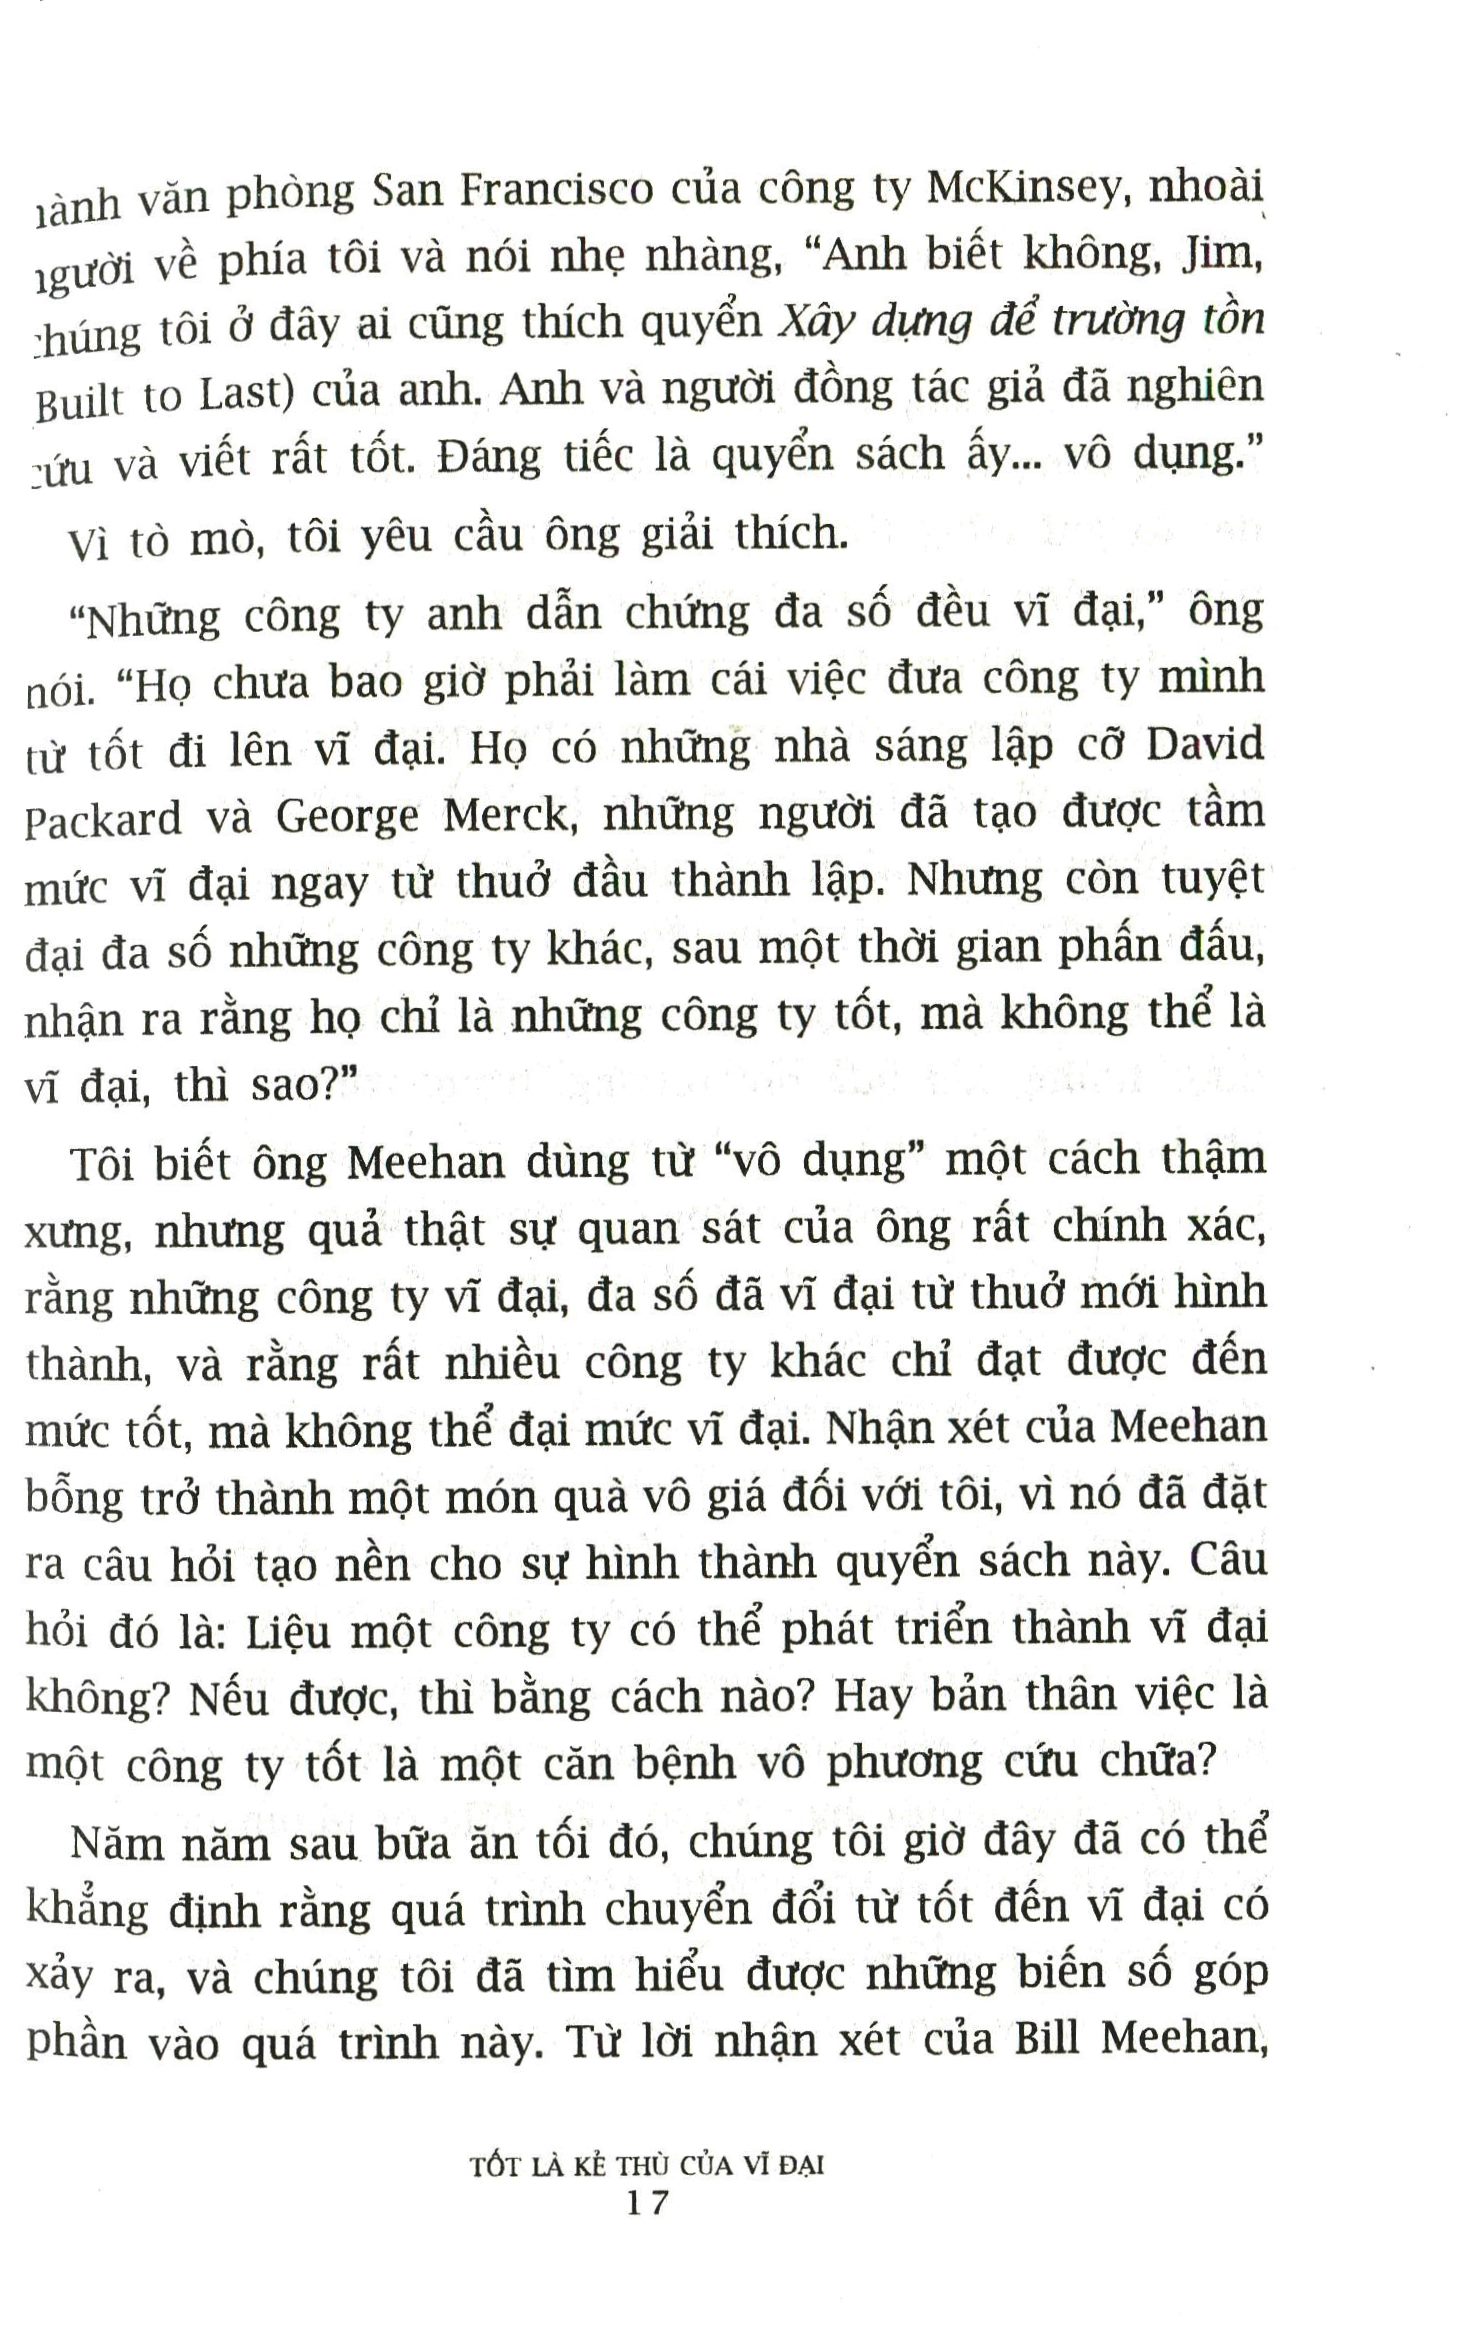 hành văn phòng San Francisco của công ty McKinsey, nhoài
người về phía tôi và nói nhẹ nhàng, “Anh biết không, Jim,
chúng tôi ở đây ai cũng thích quyển Xây dựng để trường tồn
Built to Last) của anh. Anh và người đồng tác giả đã nghiên
cứu và viết rất tốt. Đáng tiếc là quyển sách ấy... vô dụng.”
Vì tò mò, tôi yêu cầu ông giải thích.
“Những công ty anh dẫn chứng đa số đều vĩ đại,” ông
nói. “Họ chưa bao giờ phải làm cái việc đưa công ty mình
từ tốt đi lên vĩ đại. Họ có những nhà sáng lập cỡ David
Packard và George Merck, những người đã tạo được tầm
mức vĩ đại ngay từ thuở đầu thành lập. Nhưng còn tuyệt
đại đa số những công ty khác, sau một thời gian phấn đấu,
nhận ra rằng họ chỉ là những công ty tốt, mà không thể là
vĩ đại, thì sao?”
Tôi biết ông Meehan dùng từ “vô dụng” một cách thậm
xưng, nhưng quả thật sự quan sát của ông rất chính xác,
rằng những công ty vĩ đại, đa số đã vĩ đại từ thuở mới hình
thành, và rằng rất nhiều công ty khác chỉ đạt được đến
mức tốt, mà không thể đại mức vĩ đại. Nhận xét của Meehan
bỗng trở thành một món quà vô giá đối với tôi, vì nó đã đặt
ra câu hỏi tạo nền cho sự hình thành quyển sách này. Câu
hỏi đó là: Liệu một công ty có thể phát triển thành vĩ đại
không? Nếu được, thì bằng cách nào? Hay bản thân việc là
một công ty tốt là một căn bệnh vô phương cứu chữa?
Năm năm sau bữa ăn tối đó, chúng tôi giờ đây đã có thể
khẳng định rằng quá trình chuyển đổi từ tốt đến vĩ đại có
xảy ra, và chúng tôi đã tìm hiểu được những biến số góp
phần vào quá trình này. Từ lời nhận xét của Bill Meehan,
TỐT LÀ KẺ THÙ CỦA VĨ ĐẠI
17